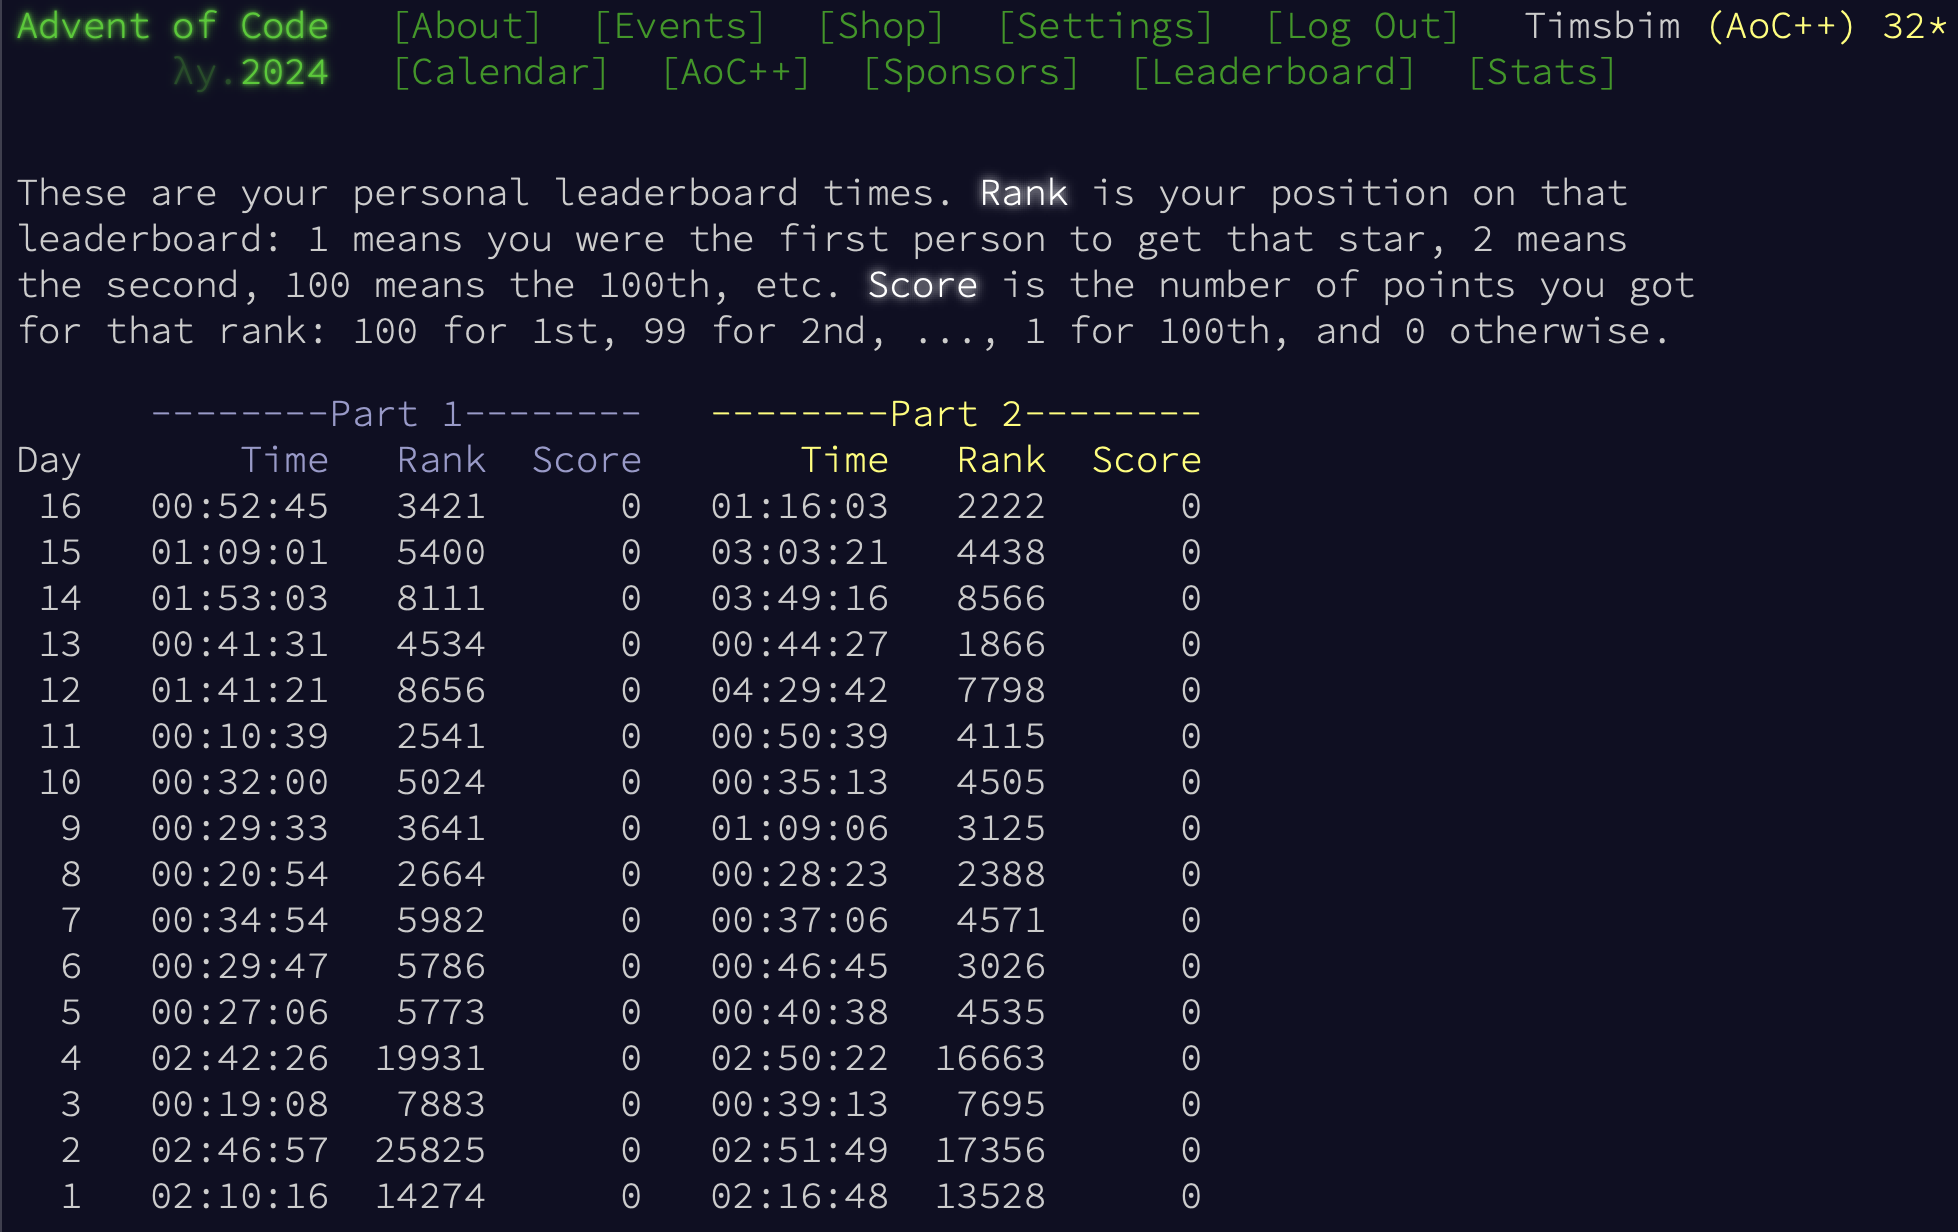 Advent of Code [About] [Events] [Shop] [Settings] [Log Out] Timsbim (AoC++) 32*
λy.2024 [Calendar] [AoC++] [Sponsors] [Leaderboard] [Stats]
These are your personal leaderboard times. Rank is your position on that
leaderboard: 1 means you were the first person to get that star, 2 means
the second, 100 means the 100th, etc. Score is the number of points you got
for that rank: 100 for 1st, 99 for 2nd, ..., 1 for 100th, and 0 otherwise.
--------Part 1-------- --------Part 2--------
Day Time Rank Score Time Rank Score
16 00:52:45 3421 0 01:16:03 2222 0
15 01:09:01 5400 0 03:03:21 4438 0
14 01:53:03 8111 0 03:49:16 8566 0
13 00:41:31 4534 0 00:44:27 1866 0
12 01:41:21 8656 0 04:29:42 7798 0
11 00:10:39 2541 0 00:50:39 4115 0
10 00:32:00 5024 0 00:35:13 4505 0
9 00:29:33 3641 0 01:09:06 3125 0
8 00:20:54 2664 0 00:28:23 2388 0
7 00:34:54 5982 0 00:37:06 4571 0
6 00:29:47 5786 0 00:46:45 3026 0
5 00:27:06 5773 0 00:40:38 4535 0
4 02:42:26 19931 0 02:50:22 16663 0
3 00:19:08 7883 0 00:39:13 7695 0
2 02:46:57 25825 0 02:51:49 17356 0
1 02:10:16 14274 0 02:16:48 13528 0